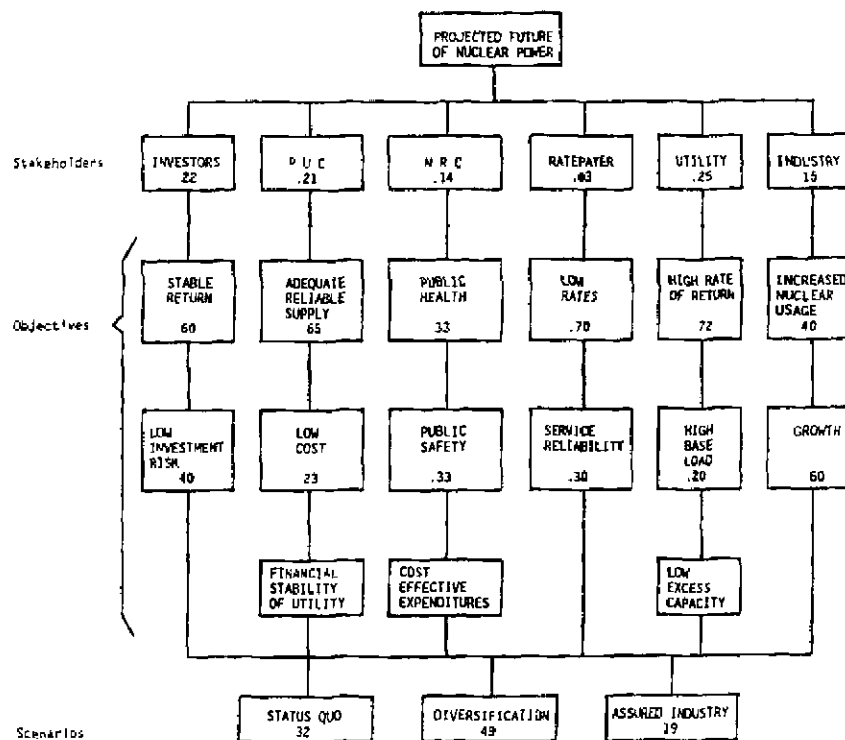 PROJECTED FUTURE
OF NUCLEAR POWER
Stakeholders
INVESTORS
22
P U C
.21
N R C
.14
RATEPAYER
.03
UTILITY
.25
INDUSTRY
15
Objectives
STABLE
RETURN
60
ADEQUATE
RELIABLE
SUPPLY
65
PUBLIC
HEALTH
33
LOW
RATES
.70
HIGH RATE
OF RETURN
72
INCREASED
NUCLEAR
USAGE
40
LOW
INVESTMENT
RISK
40
LOW
COST
23
PUBLIC
SAFETY
.33
SERVICE
RELIABILITY
.30
HIGH
BASE
LOAD
.20
GROWTH
60
FINANCIAL
STABILITY
OF UTILITY
COST
EFFECTIVE
EXPENDITURES
LOW
EXCESS
CAPACITY
Scenarios
STATUS QUO
32
DIVERSIFICATION
49
ASSURED INDUSTRY
19